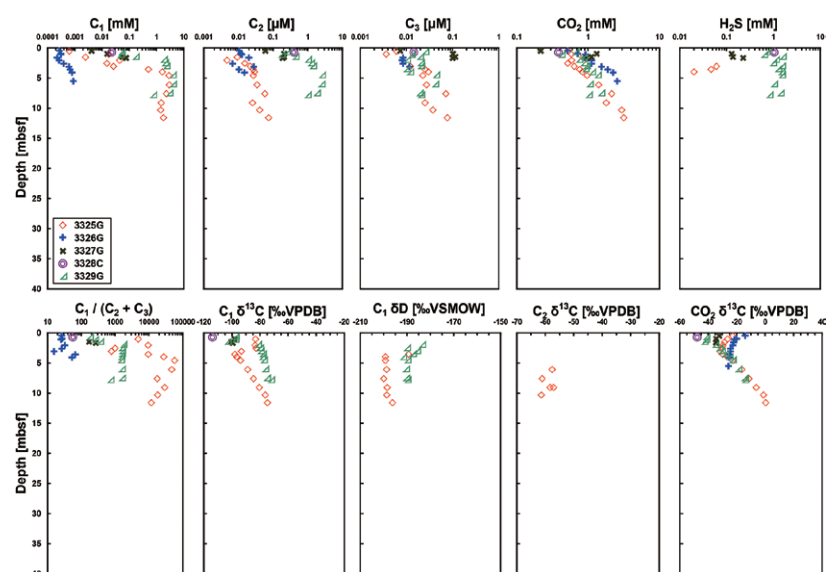 C1 [mM] C2 [µM] C3 [µM] CO2 [mM] H2S [mM]
0.0001 0.001 0.01 0.1 1 10
0.001 0.01 0.1 1 10
0.001 0.01 0.1 1
0.1 1 10
0.01 0.1 1 10
0
5
10
15
20
25
30
35
40
Depth [mbsf]
3325G
3326G
3327G
3328C
3329G
C1 / (C2 + C3) C1 δ13C [‰VPDB] C1 δD [‰VSMOW] C2 δ13C [‰VPDB] CO2 δ13C [‰VPDB]
10 100 1000 10000 100000
-120 -100 -80 -60 -40 -20
-210 -190 -170 -150
-70 -60 -50 -40 -30 -20
-60 -40 -20 0 20 40
0
5
10
15
20
25
30
35
40
Depth [mbsf]